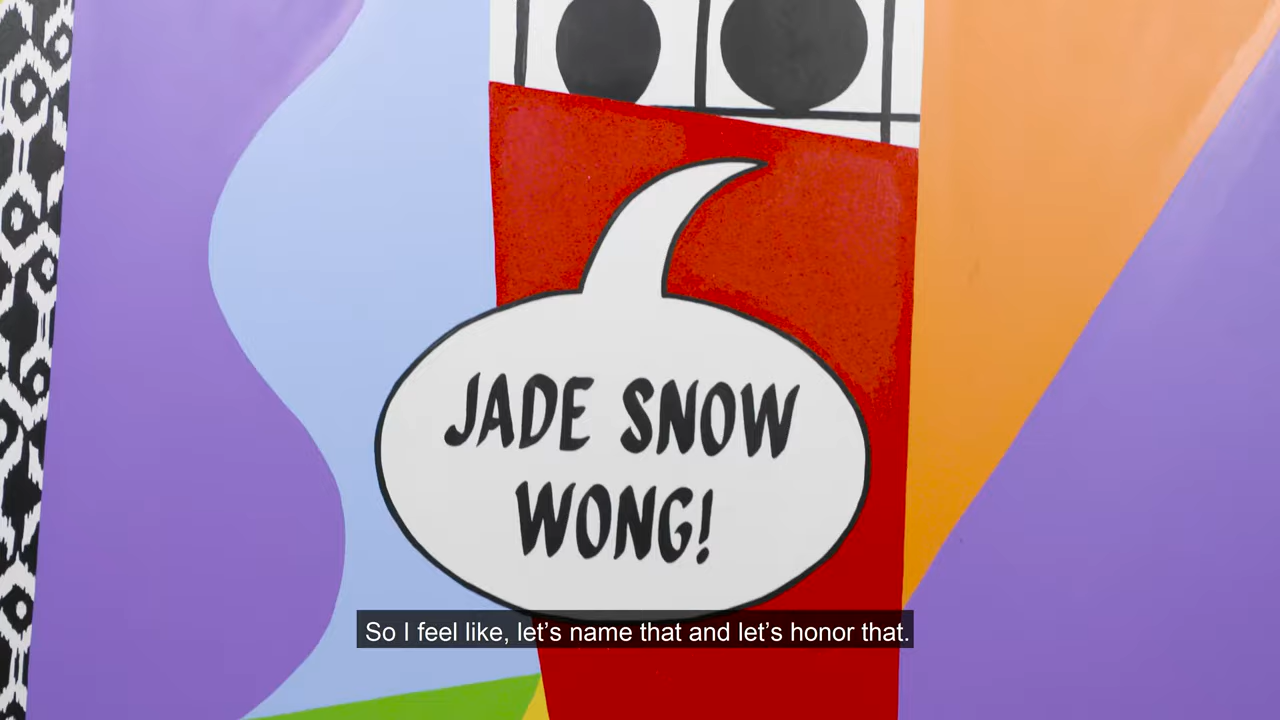 JADE SNOW
WONG!
So I feel like, let’s name that and let’s honor that.